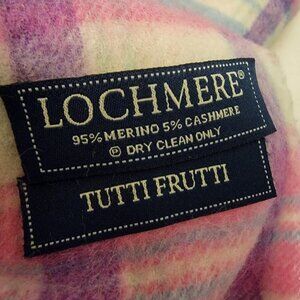 LOCHMERE®
95% MERINO 5% CASHMERE
Ⓟ DRY CLEAN ONLY
TUTTI FRUTTI